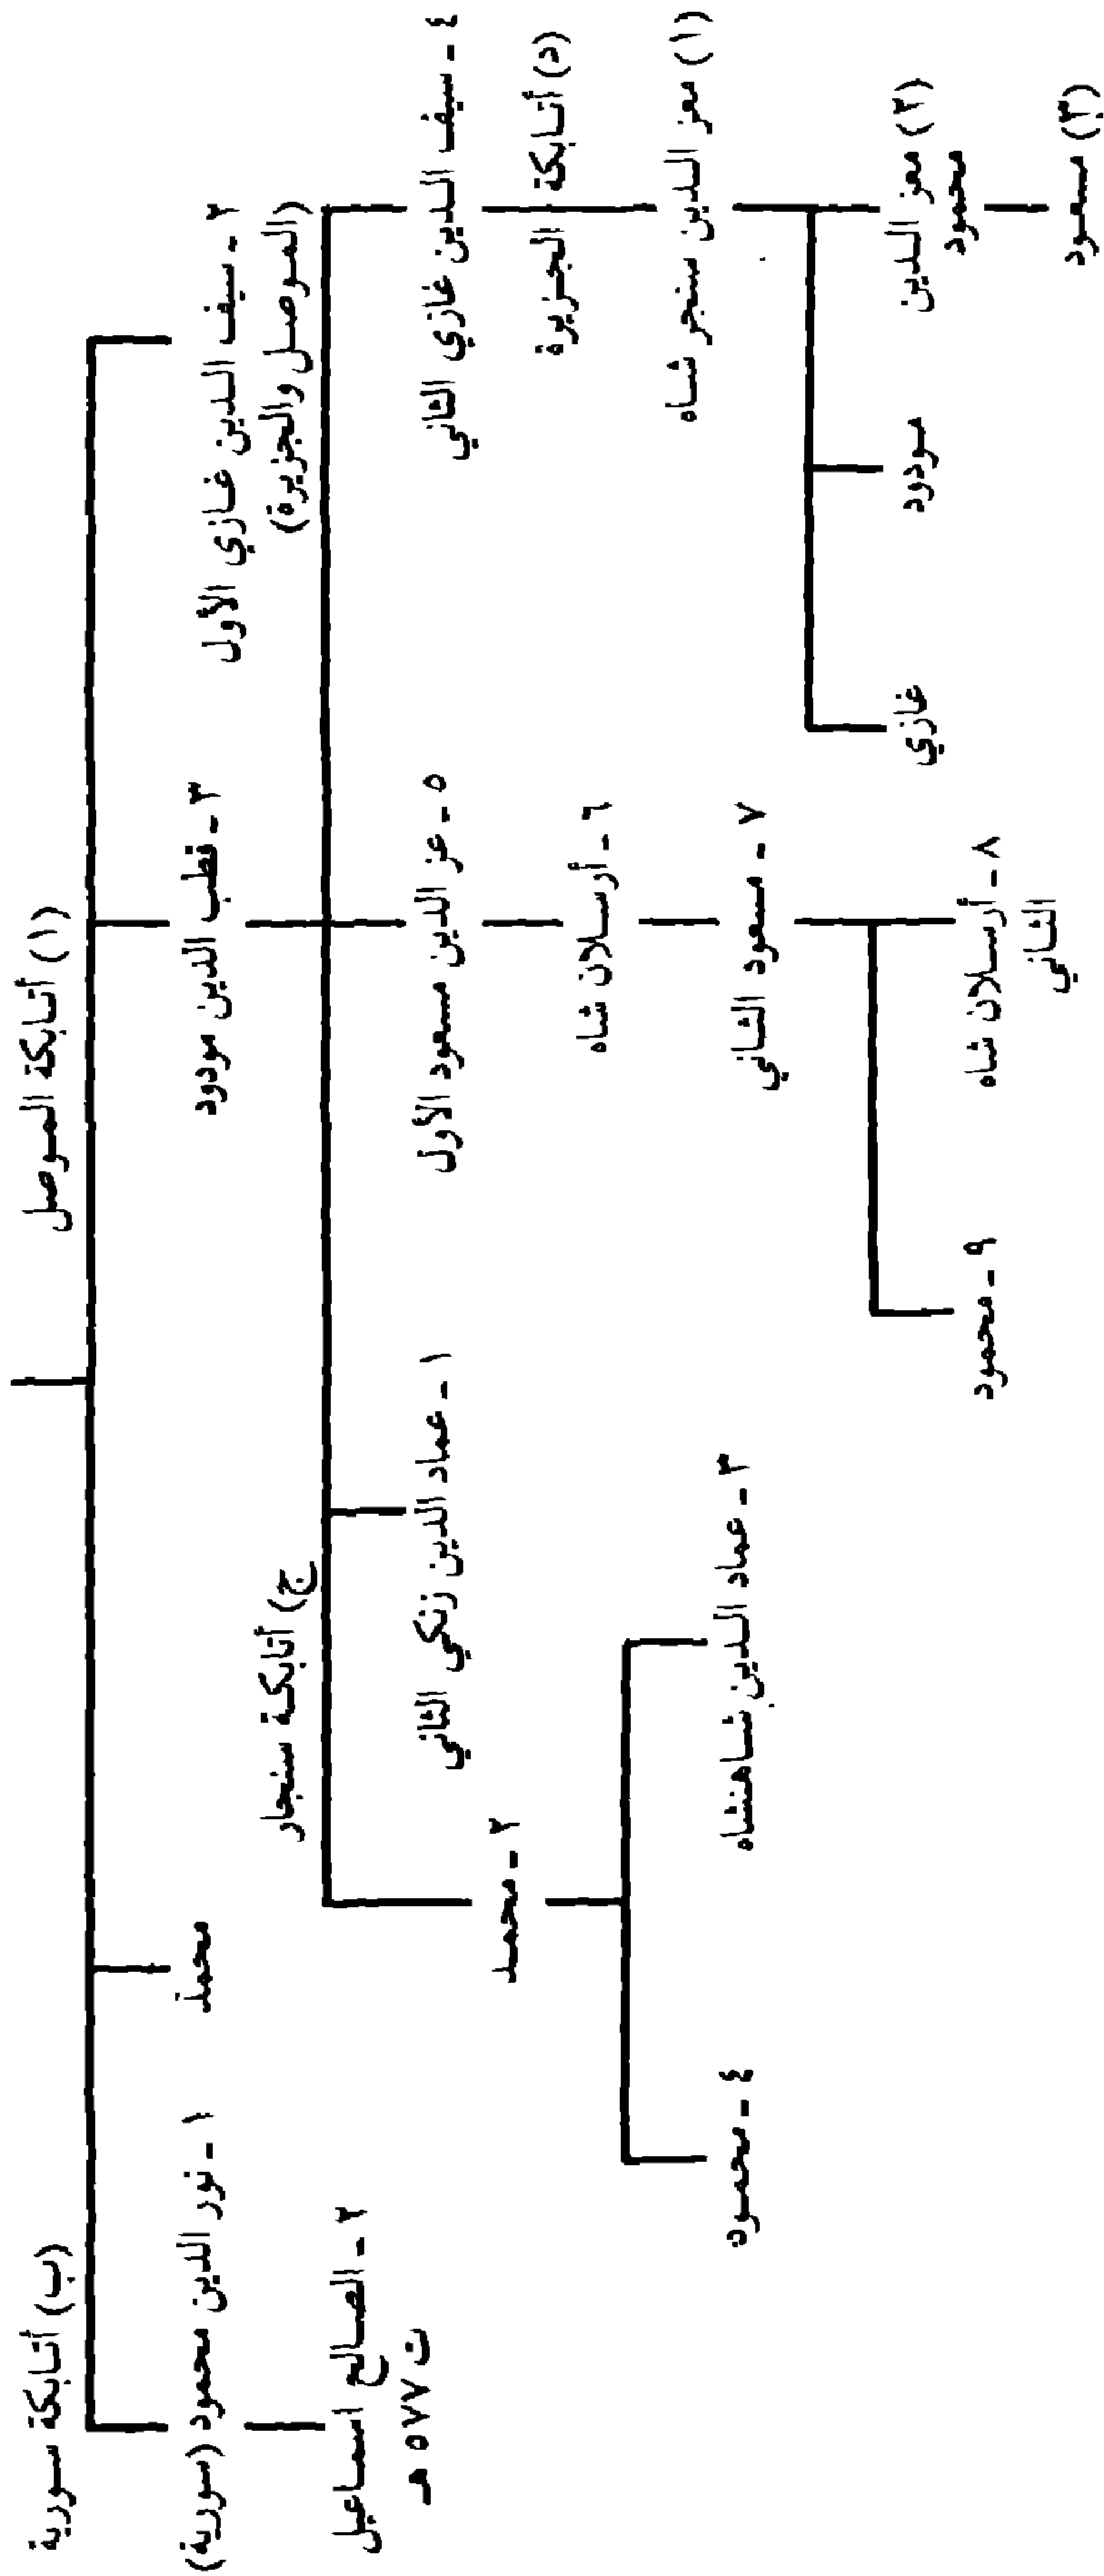 (١) أتابكة الموصل
(ب) أتابكة سورية
٢ - سيف الدين غازي الأول
(الموصل والجزيرة)
٣ - قطب الدين مودود
محمد
١ - نور الدين محمود (سورية)
٢ - الصالح اسماعيل
ت ٥٧٧ هـ
٤ - سيف الدين غازي الثاني
٥ - عز الدين مسعود الأول
ج) أتابكة سنجار
١ - عماد الدين زنكي الثاني
٢ - محمد
(د) أتابكة الجزيرة
(١) معز الدين سنجر شاه
٦ - أرسلان شاه
٧ - مسعود الثاني
٣ - عماد الدين شاهنشاه
٤ - محمود
(٢) معز الدين
محمود
مودود
غازي
٨ - أرسلان شاه
الثاني
٩ - محمود
(٣) مسعود